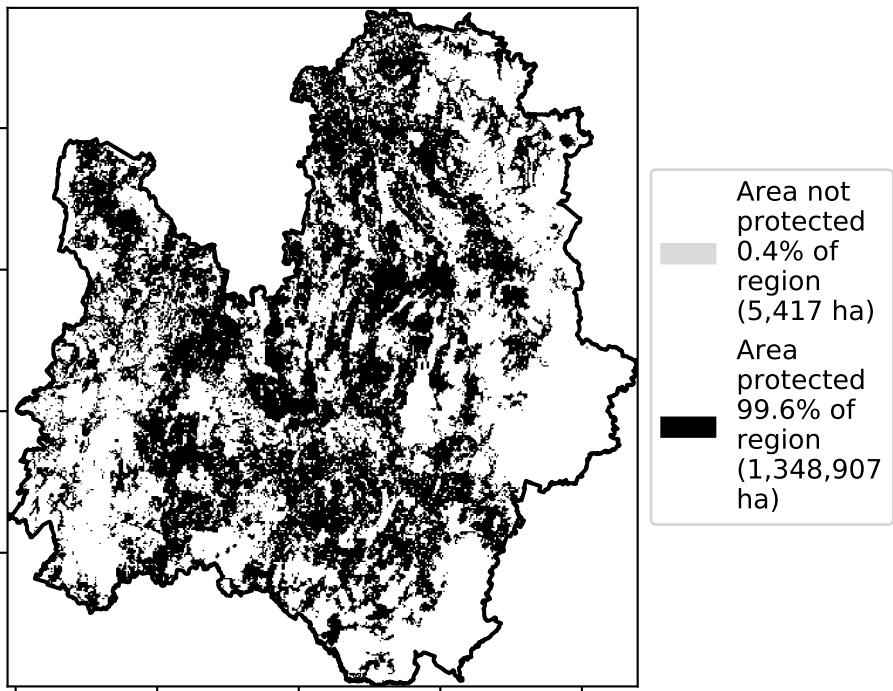 Area not
protected
0.4% of
region
(5,417 ha)
Area
protected
99.6% of
region
(1,348,907
ha)